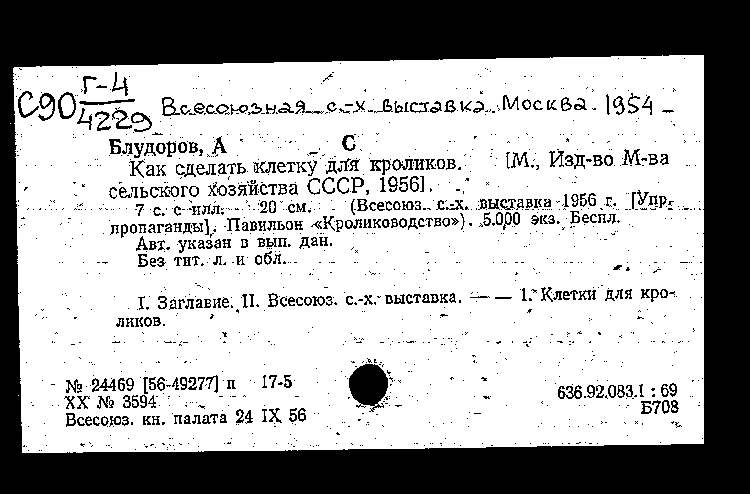 С90 Г-4/4229 Всесоюзная с.-х. выставка. Москва. 1954 –
Блудоров, А С
Как сделать клетку для кроликов. [М., Изд-во М-ва
сельского хозяйства СССР, 1956].
7 с. с илл. 20 см. (Всесоюз. с.-х. выставка 1956 г. [Упр.
пропаганды]. Павильон «Кролиководство»). 5.000 экз. Беспл.
Авт. указан в вып. дан.
Без тит. л. и обл.
I. Заглавие. II. Всесоюз. с.-х. выставка. — — 1. Клетки для кро-
ликов.
№ 24469 [56-49277] п 17-5
636.92.083.1 : 69
ХХ № 3594
Б708
Всесоюз. кн. палата 24 IX 56